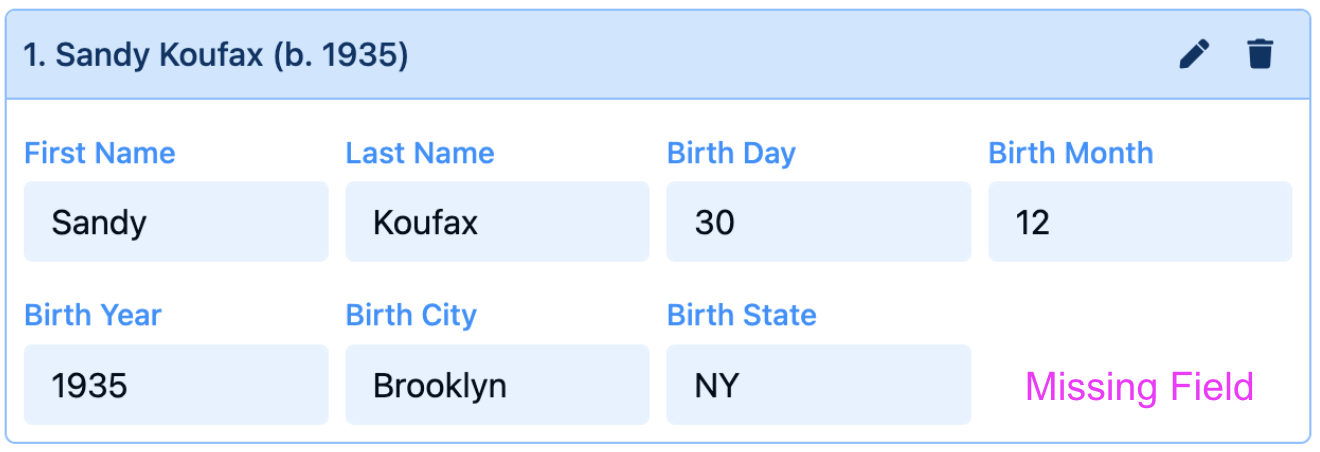 1. Sandy Koufax (b. 1935)
First Name Last Name Birth Day Birth Month
Sandy Koufax 30 12
Birth Year Birth City Birth State
1935 Brooklyn NY Missing Field